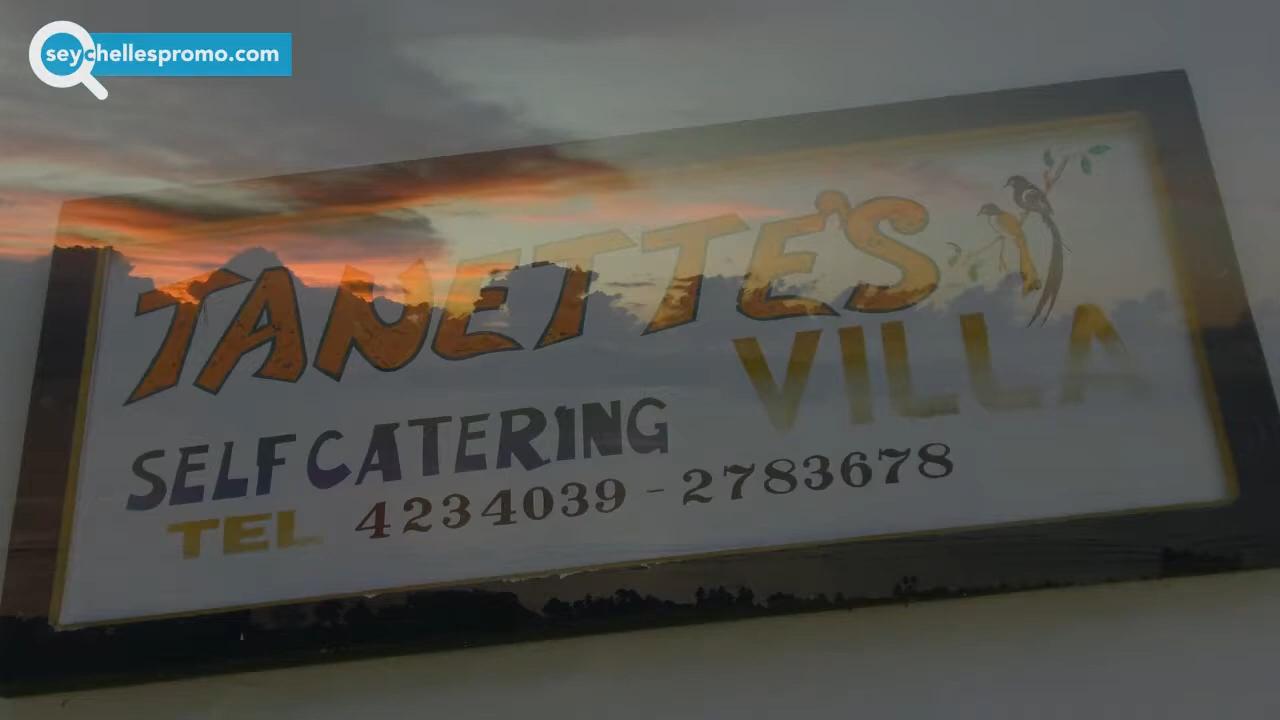 seychellespromo.com
TANETTE'S
VILLA
SELF CATERING
TEL 4234039 - 2783678